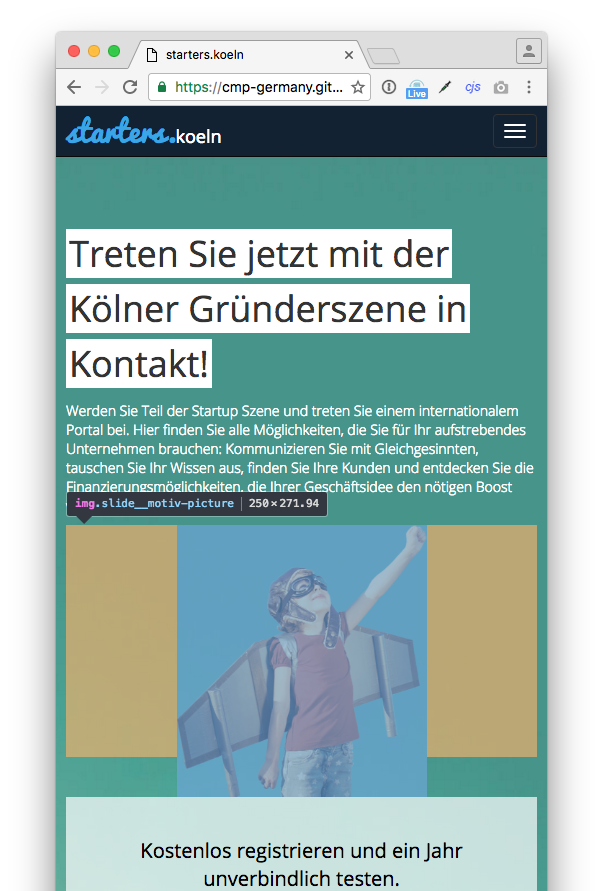 starters.koeln
https://cmp-germany.git...
Live
cjs
starters.koeln
Treten Sie jetzt mit der
Kölner Gründerszene in
Kontakt!
Werden Sie Teil der Startup Szene und treten Sie einem internationalem
Portal bei. Hier finden Sie alle Möglichkeiten, die Sie für Ihr aufstrebendes
Unternehmen brauchen: Kommunizieren Sie mit Gleichgesinnten,
tauschen Sie Ihr Wissen aus, finden Sie Ihre Kunden und entdecken Sie die
Finanzierungsmöglichkeiten, die Ihrer Geschäftsidee den nötigen Boost
img.slide__motiv-picture | 250×271.94
Kostenlos registrieren und ein Jahr
unverbindlich testen.